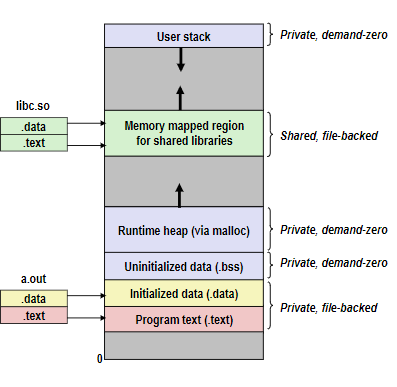 User stack
Private, demand-zero
libc.so
.data
.text
Memory mapped region
for shared libraries
Shared, file-backed
Runtime heap (via malloc)
Private, demand-zero
Uninitialized data (.bss)
Private, demand-zero
a.out
.data
.text
Initialized data (.data)
Program text (.text)
Private, file-backed
0